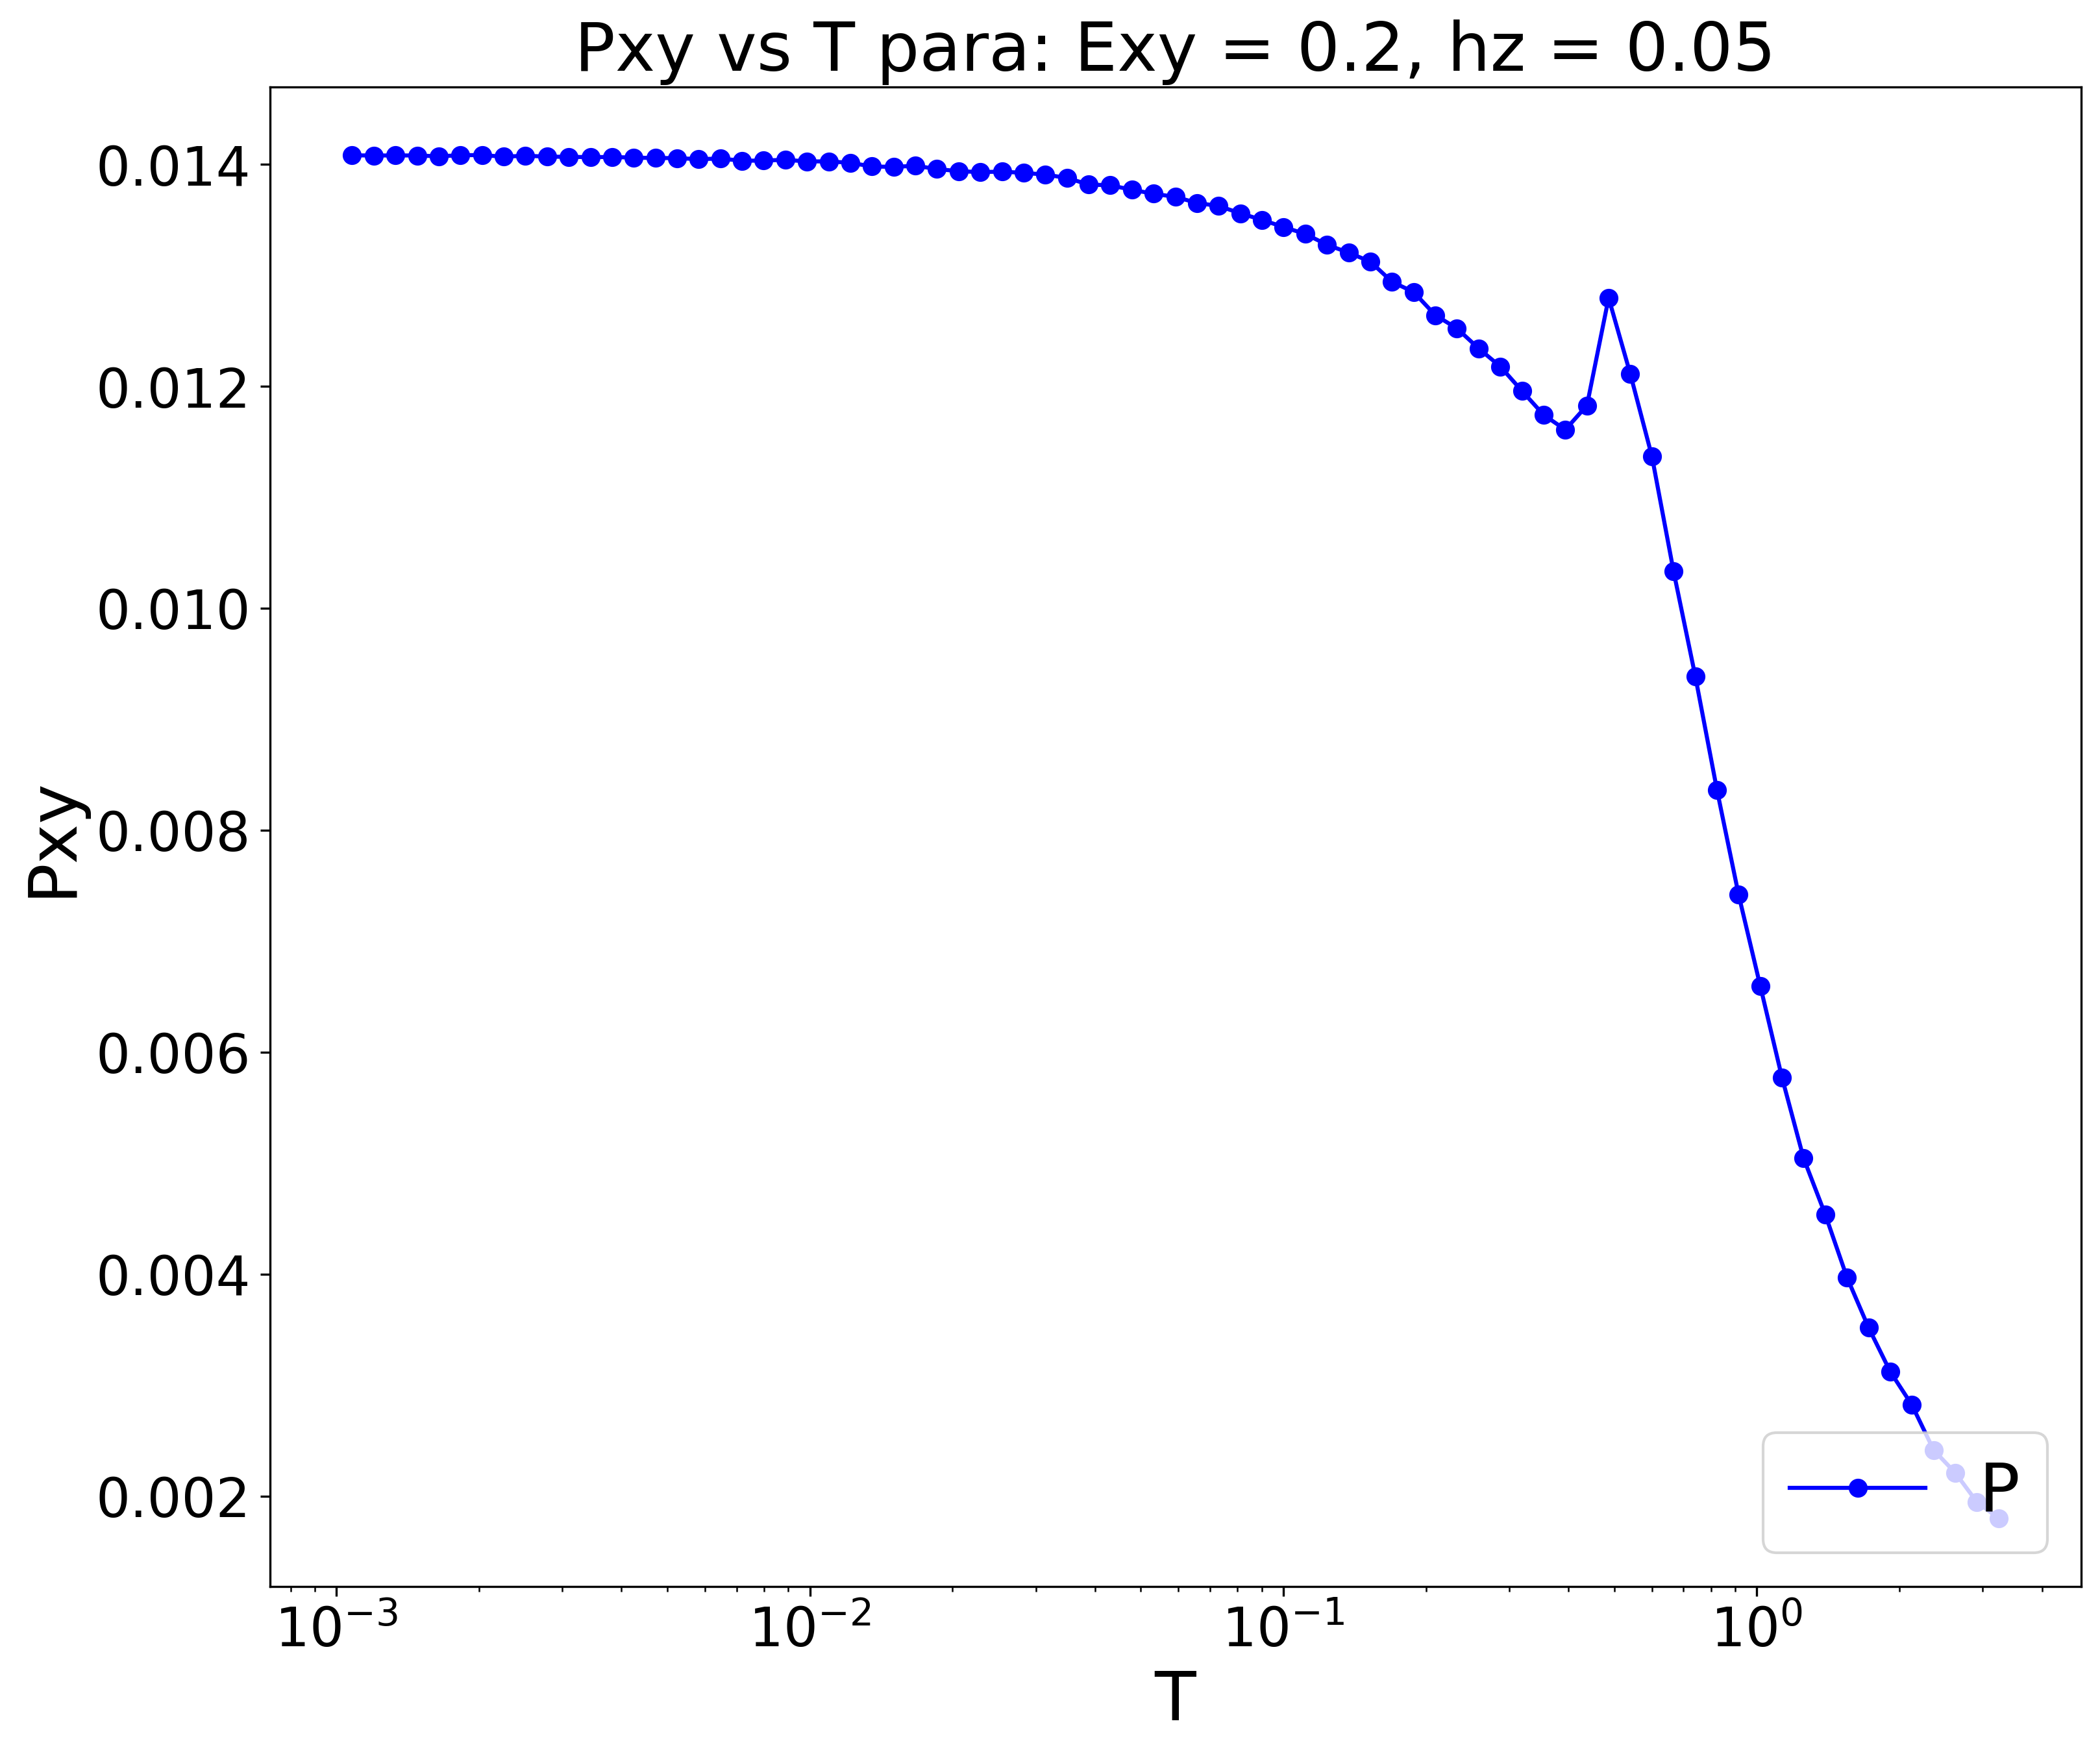 Pxy vs T para: Exy = 0.2, hz = 0.05
Pxy
0.014
0.012
0.010
0.008
0.006
0.004
0.002
P
10⁻³ 10⁻² 10⁻¹ 10⁰
T